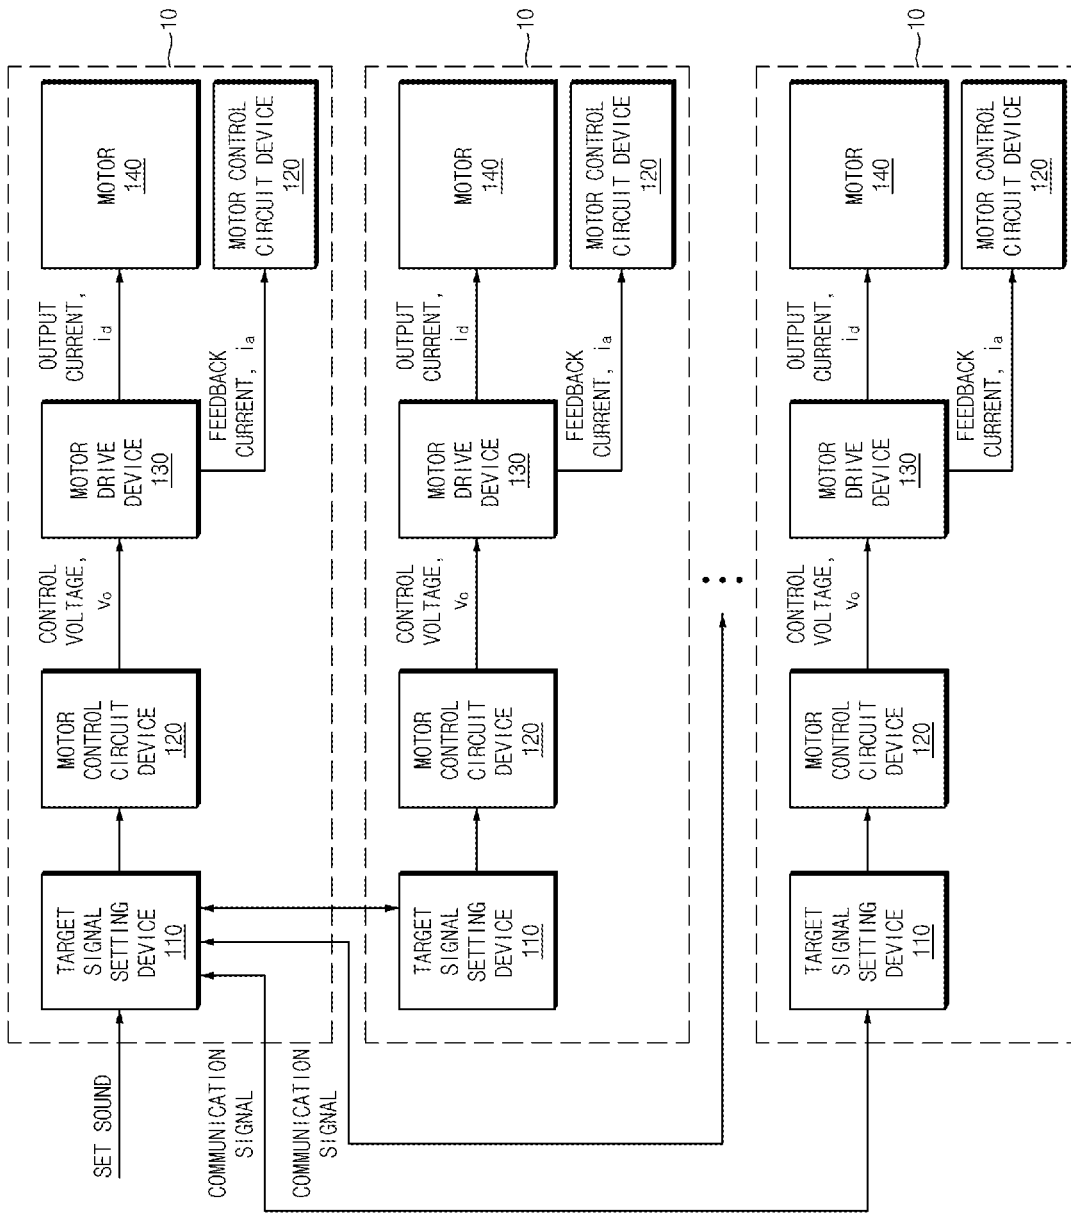 SET SOUND
TARGET
SIGNAL
SETTING
DEVICE
110
MOTOR
CONTROL
CIRCUIT
DEVICE
120
CONTROL
VOLTAGE,
vo
MOTOR
DRIVE
DEVICE
130
OUTPUT
CURRENT,
id
FEEDBACK
CURRENT, ia
MOTOR
140
MOTOR CONTROL
CIRCUIT DEVICE
120
10
COMMUNICATION
SIGNAL
COMMUNICATION
SIGNAL
TARGET
SIGNAL
SETTING
DEVICE
110
MOTOR
CONTROL
CIRCUIT
DEVICE
120
CONTROL
VOLTAGE,
vo
MOTOR
DRIVE
DEVICE
130
OUTPUT
CURRENT,
id
FEEDBACK
CURRENT, ia
MOTOR
140
MOTOR CONTROL
CIRCUIT DEVICE
120
10
TARGET
SIGNAL
SETTING
DEVICE
110
MOTOR
CONTROL
CIRCUIT
DEVICE
120
CONTROL
VOLTAGE,
vo
MOTOR
DRIVE
DEVICE
130
OUTPUT
CURRENT,
id
FEEDBACK
CURRENT, ia
MOTOR
140
MOTOR CONTROL
CIRCUIT DEVICE
120
10